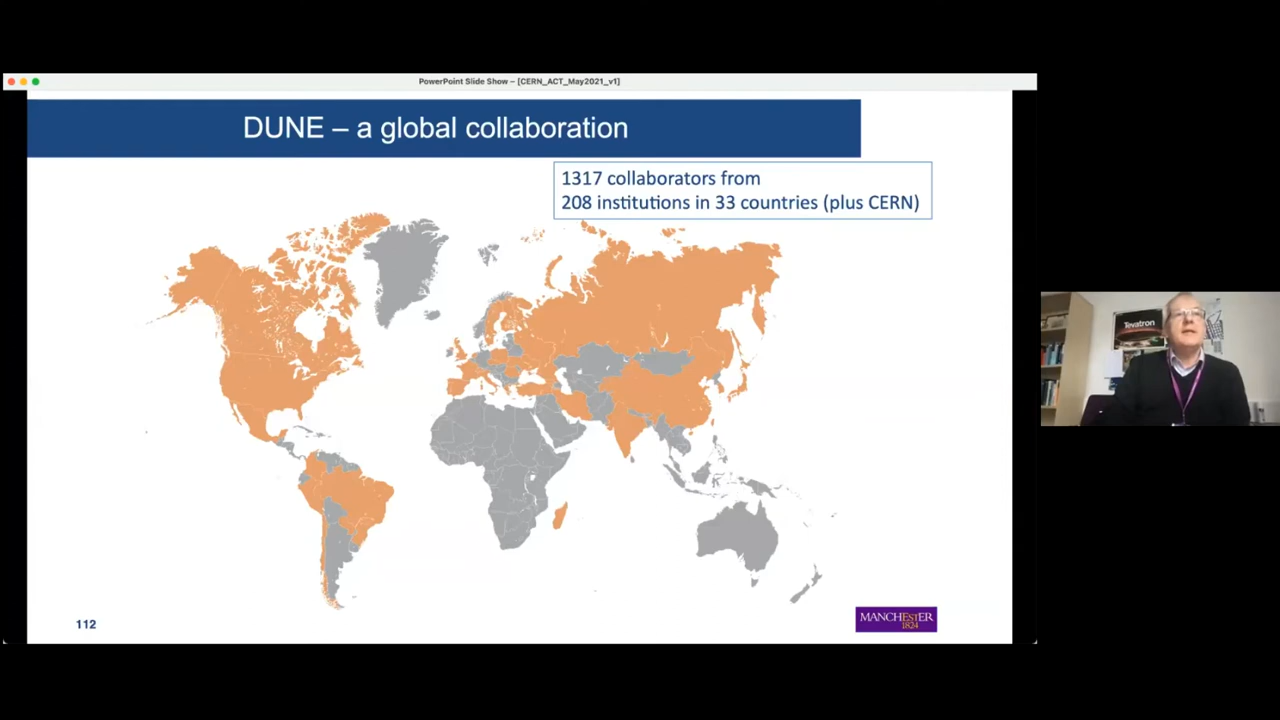 PowerPoint Slide Show – [CERN_ACT_May2021_v1]
DUNE – a global collaboration
1317 collaborators from
208 institutions in 33 countries (plus CERN)
Tevatron
112
MANCHESTER
1824